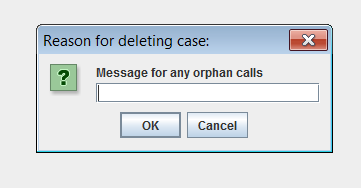 Reason for deleting case:
?
Message for any orphan calls
OK
Cancel